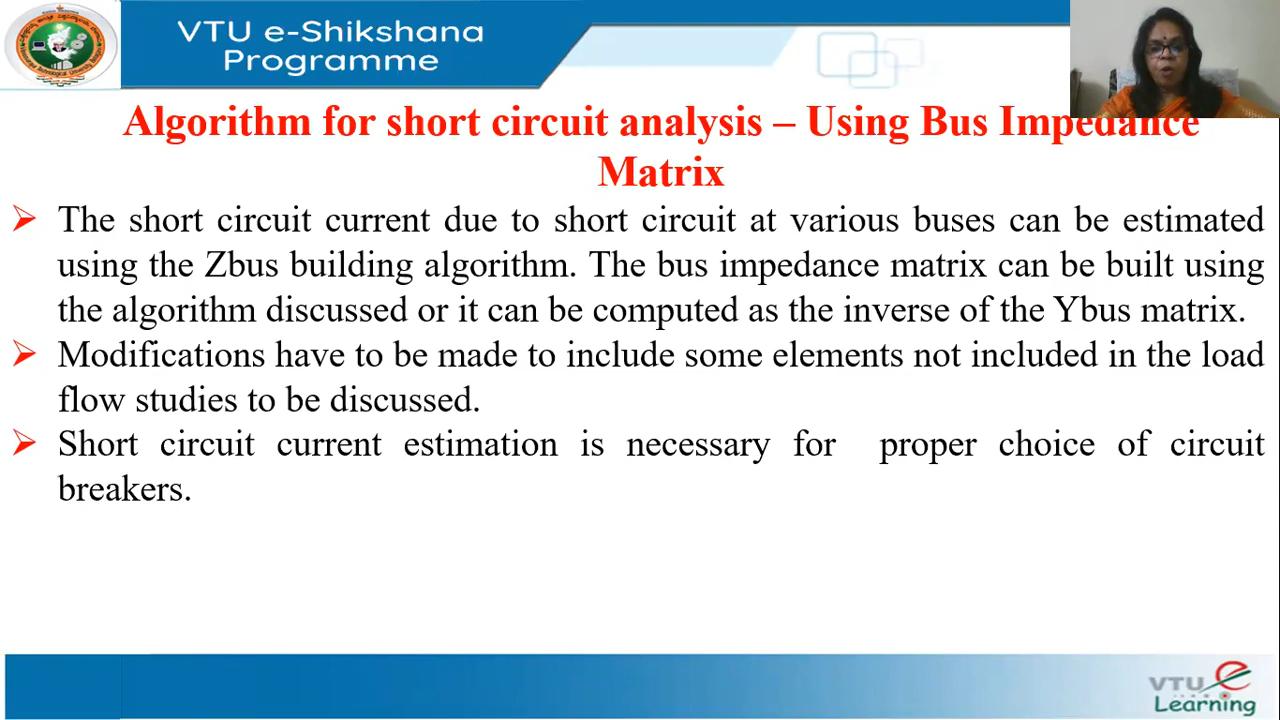 VTU e-Shikshana
Programme
Algorithm for short circuit analysis – Using Bus Impedance
Matrix
➢ The short circuit current due to short circuit at various buses can be estimated
using the Zbus building algorithm. The bus impedance matrix can be built using
the algorithm discussed or it can be computed as the inverse of the Ybus matrix.
➢ Modifications have to be made to include some elements not included in the load
flow studies to be discussed.
➢ Short circuit current estimation is necessary for proper choice of circuit
breakers.
VTU e
Learning